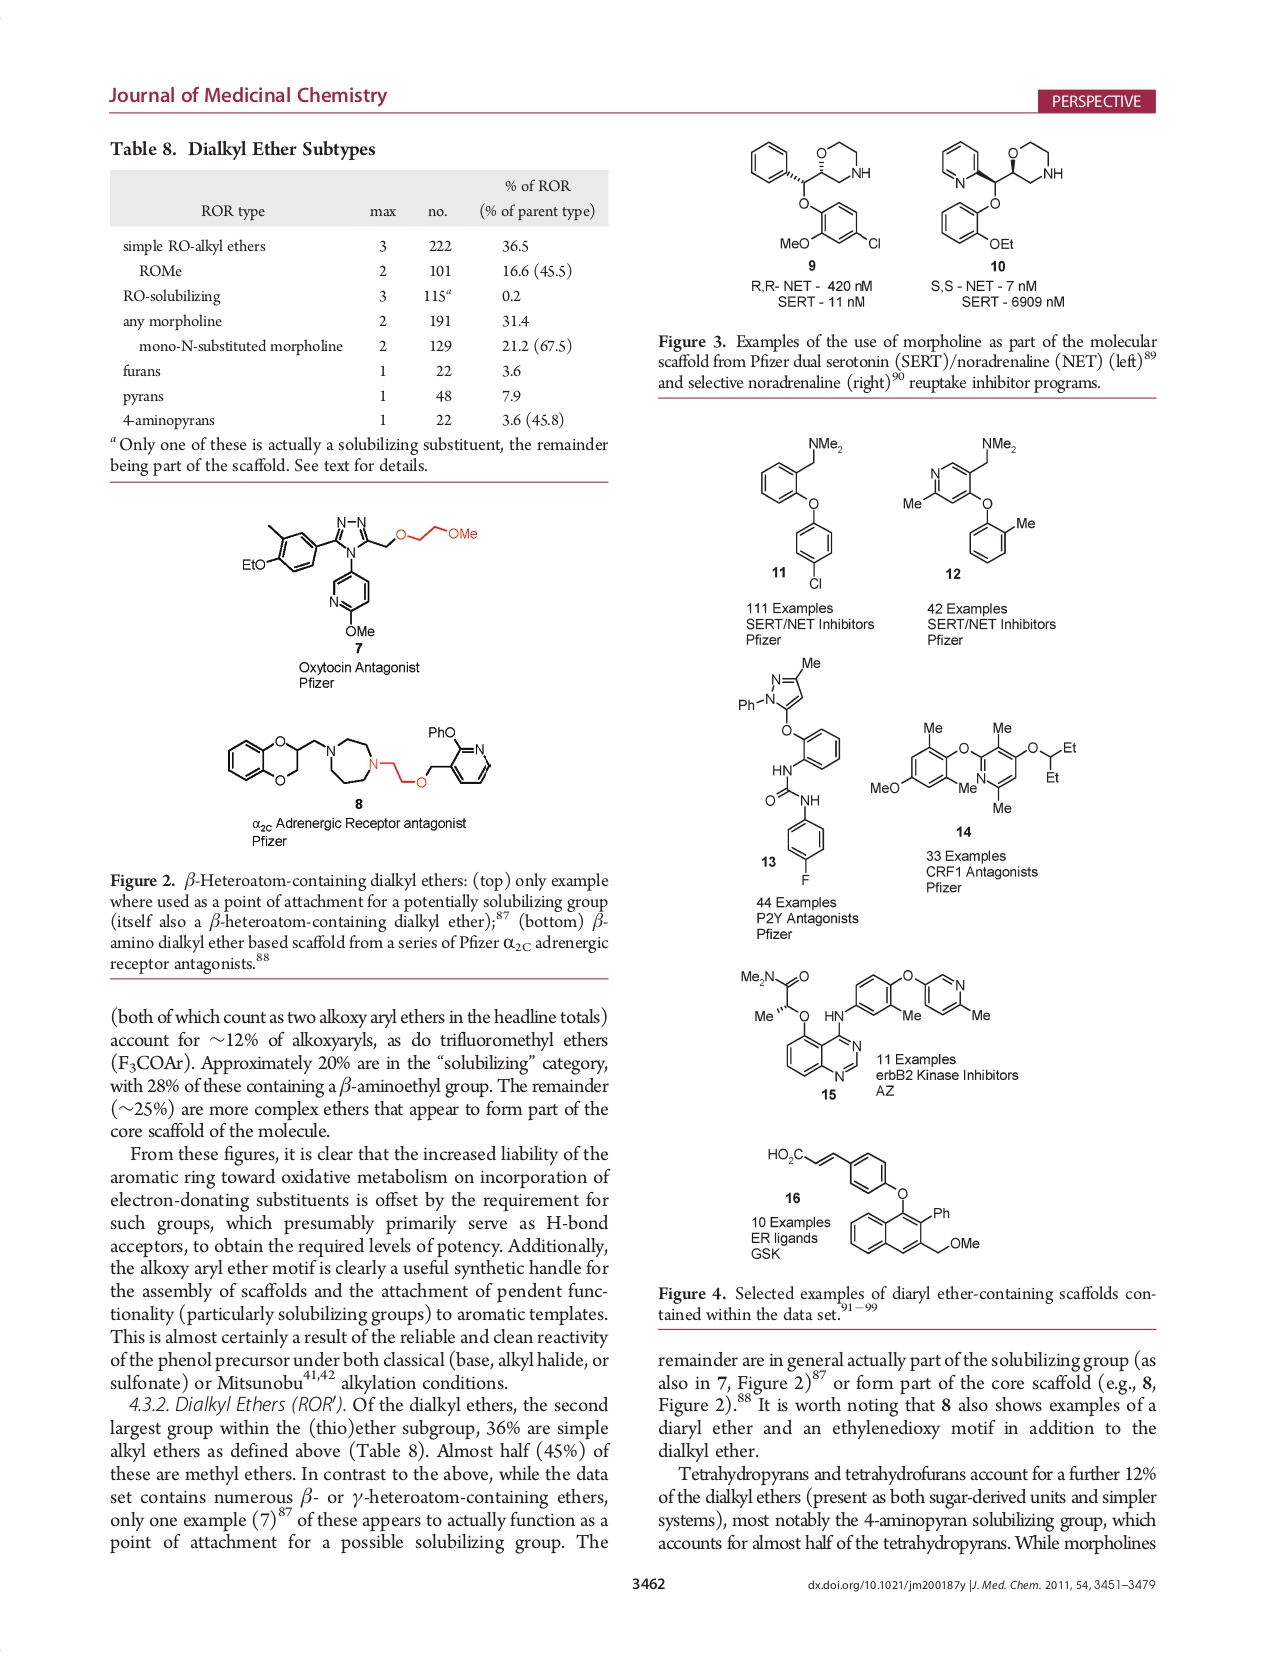 Journal of Medicinal Chemistry
PERSPECTIVE
Table 8. Dialkyl Ether Subtypes
% of ROR
ROR type max no. (% of parent type)
simple RO-alkyl ethers 3 222 36.5
ROMe 2 101 16.6 (45.5)
RO-solubilizing 3 115a 0.2
any morpholine 2 191 31.4
mono-N-substituted morpholine 2 129 21.2 (67.5)
furans 1 22 3.6
pyrans 1 48 7.9
4-aminopyrans 1 22 3.6 (45.8)
a Only one of these is actually a solubilizing substituent, the remainder
being part of the scaffold. See text for details.
N–N
O
OMe
N
EtO
N
OMe
7
Oxytocin Antagonist
Pfizer
PhO
O
N
N
N
O
O
8
α2C Adrenergic Receptor antagonist
Pfizer
Figure 2. β-Heteroatom-containing dialkyl ethers: (top) only example
where used as a point of attachment for a potentially solubilizing group
(itself also a β-heteroatom-containing dialkyl ether);87 (bottom) β-
amino dialkyl ether based scaffold from a series of Pfizer α2C adrenergic
receptor antagonists.88
(both of which count as two alkoxy aryl ethers in the headline totals)
account for ∼12% of alkoxyaryls, as do trifluoromethyl ethers
(F3COAr). Approximately 20% are in the “solubilizing” category,
with 28% of these containing a β-aminoethyl group. The remainder
(∼25%) are more complex ethers that appear to form part of the
core scaffold of the molecule.
From these figures, it is clear that the increased liability of the
aromatic ring toward oxidative metabolism on incorporation of
electron-donating substituents is offset by the requirement for
such groups, which presumably primarily serve as H-bond
acceptors, to obtain the required levels of potency. Additionally,
the alkoxy aryl ether motif is clearly a useful synthetic handle for
the assembly of scaffolds and the attachment of pendent func-
tionality (particularly solubilizing groups) to aromatic templates.
This is almost certainly a result of the reliable and clean reactivity
of the phenol precursor under both classical (base, alkyl halide, or
sulfonate) or Mitsunobu41,42 alkylation conditions.
4.3.2. Dialkyl Ethers (ROR′). Of the dialkyl ethers, the second
largest group within the (thio)ether subgroup, 36% are simple
alkyl ethers as defined above (Table 8). Almost half (45%) of
these are methyl ethers. In contrast to the above, while the data
set contains numerous β- or γ-heteroatom-containing ethers,
only one example (7)87 of these appears to actually function as a
point of attachment for a possible solubilizing group. The
O
NH
O
MeO
Cl
9
R,R- NET - 420 nM
SERT - 11 nM
O
N
NH
O
OEt
10
S,S - NET - 7 nM
SERT - 6909 nM
Figure 3. Examples of the use of morpholine as part of the molecular
scaffold from Pfizer dual serotonin (SERT)/noradrenaline (NET) (left)89
and selective noradrenaline (right)90 reuptake inhibitor programs.
NMe2
O
11
Cl
111 Examples
SERT/NET Inhibitors
Pfizer
NMe2
N
Me
O
Me
12
42 Examples
SERT/NET Inhibitors
Pfizer
Me
N
Ph N
O
HN
O
NH
13
F
44 Examples
P2Y Antagonists
Pfizer
Me
Me
O
O
Et
Et
MeO
Me
N
Me
14
33 Examples
CRF1 Antagonists
Pfizer
Me2N
O
O
N
Me
O
HN
Me
Me
N
N
15
11 Examples
erbB2 Kinase Inhibitors
AZ
HO2C
16
O
Ph
OMe
10 Examples
ER ligands
GSK
Figure 4. Selected examples of diaryl ether-containing scaffolds con-
tained within the data set.91−99
remainder are in general actually part of the solubilizing group (as
also in 7, Figure 2)87 or form part of the core scaffold (e.g., 8,
Figure 2).88 It is worth noting that 8 also shows examples of a
diaryl ether and an ethylenedioxy motif in addition to the
dialkyl ether.
Tetrahydropyrans and tetrahydrofurans account for a further 12%
of the dialkyl ethers (present as both sugar-derived units and simpler
systems), most notably the 4-aminopyran solubilizing group, which
accounts for almost half of the tetrahydropyrans. While morpholines
3462
dx.doi.org/10.1021/jm200187y |J. Med. Chem. 2011, 54, 3451–3479